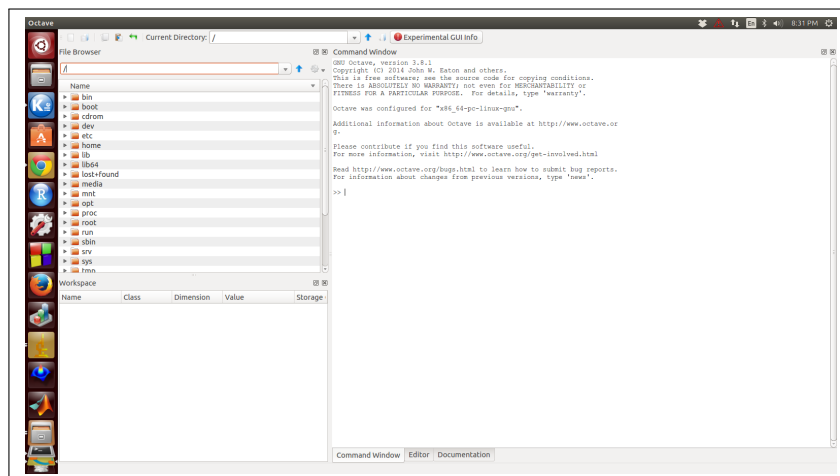 Octave
En
8:31 PM
Current Directory: /
Experimental GUI Info
File Browser
/
Name
bin
boot
cdrom
dev
etc
home
lib
lib64
lost+found
media
mnt
opt
proc
root
run
sbin
srv
sys
tmp
Workspace
Name Class Dimension Value Storage
Command Window
GNU Octave, version 3.8.1
Copyright (C) 2014 John W. Eaton and others.
This is free software; see the source code for copying conditions.
There is ABSOLUTELY NO WARRANTY; not even for MERCHANTABILITY or
FITNESS FOR A PARTICULAR PURPOSE.  For details, type 'warranty'.
Octave was configured for "x86_64-pc-linux-gnu".
Additional information about Octave is available at http://www.octave.or
g.
Please contribute if you find this software useful.
For more information, visit http://www.octave.org/get-involved.html
Read http://www.octave.org/bugs.html to learn how to submit bug reports.
For information about changes from previous versions, type 'news'.
>>
Command Window Editor Documentation